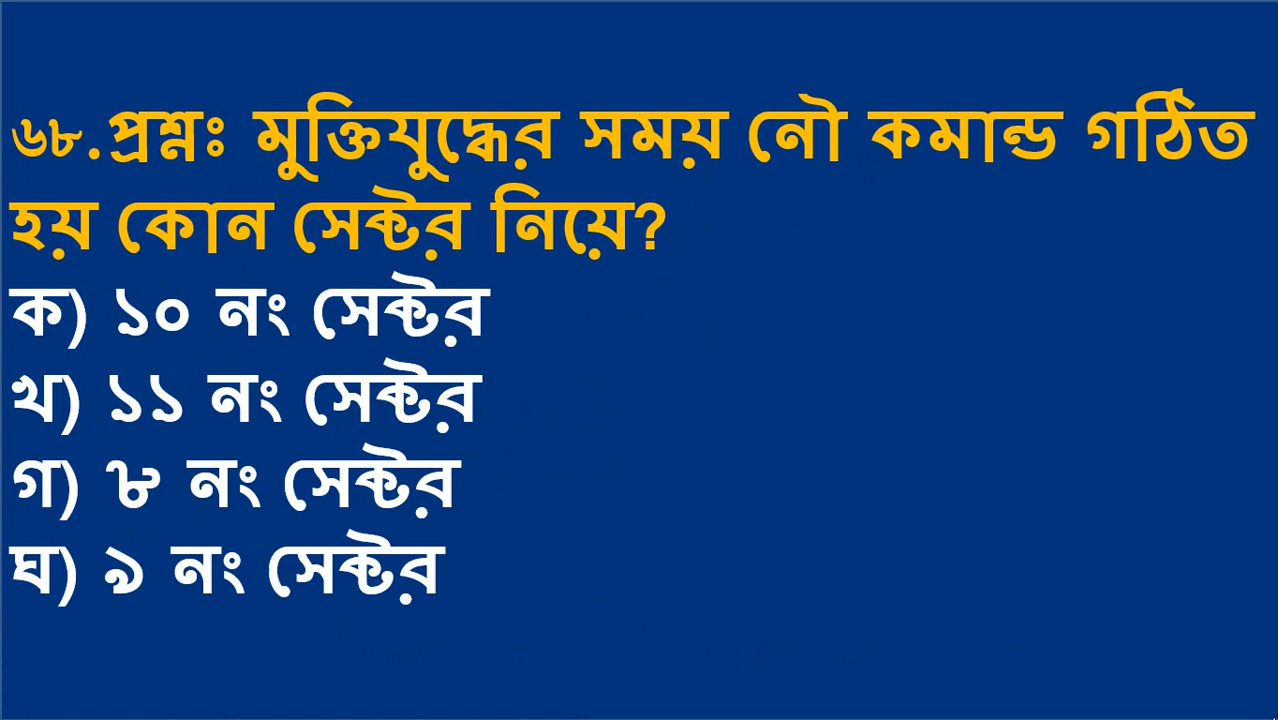 ৬৮.প্রশ্নঃ মুক্তিযুদ্ধের সময় নৌ কমান্ড গঠিত
হয় কোন সেক্টর নিয়ে?
ক) ১০ নং সেক্টর
খ) ১১ নং সেক্টর
গ) ৮ নং সেক্টর
ঘ) ৯ নং সেক্টর